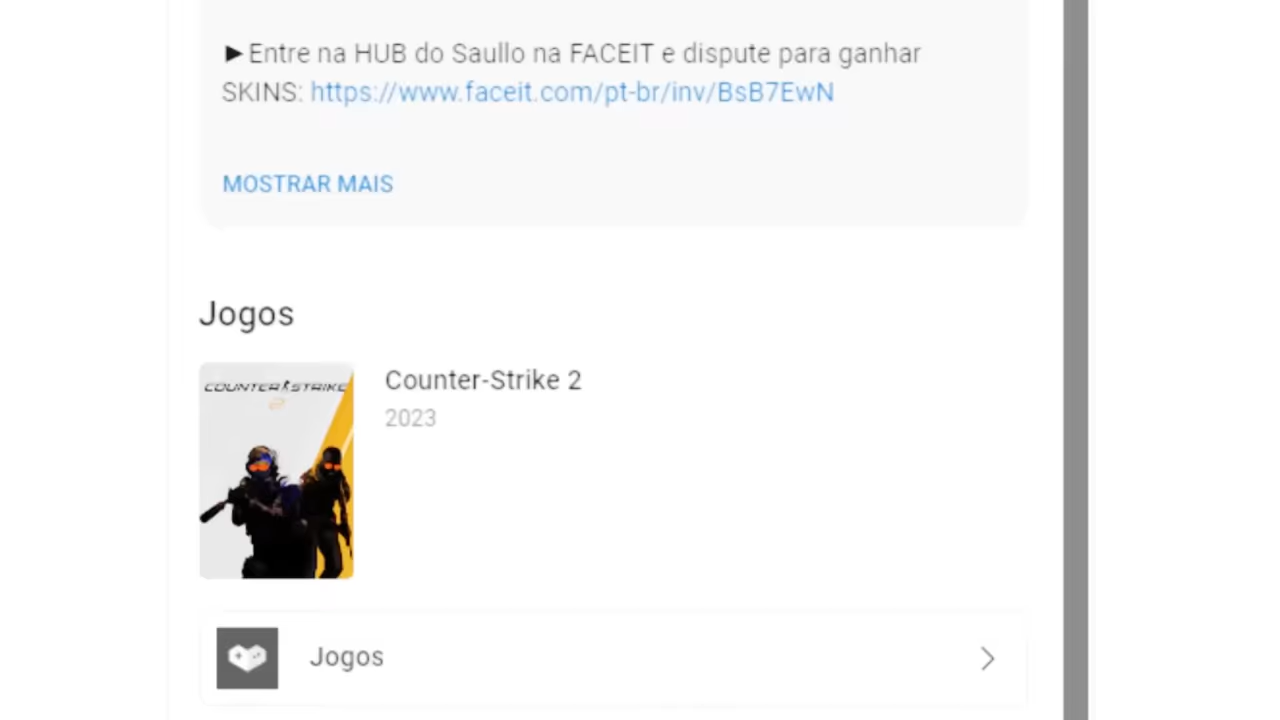 ►Entre na HUB do Saullo na FACEIT e dispute para ganhar
SKINS: https://www.faceit.com/pt-br/inv/BsB7EwN
MOSTRAR MAIS
Jogos
COUNTER STRIKE
2
Counter-Strike 2
2023
Jogos